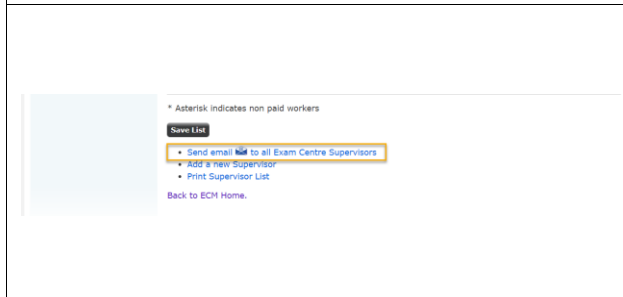 * Asterisk indicates non paid workers
Save List
• Send email to all Exam Centre Supervisors
• Add a new Supervisor
• Print Supervisor List
Back to ECM Home.